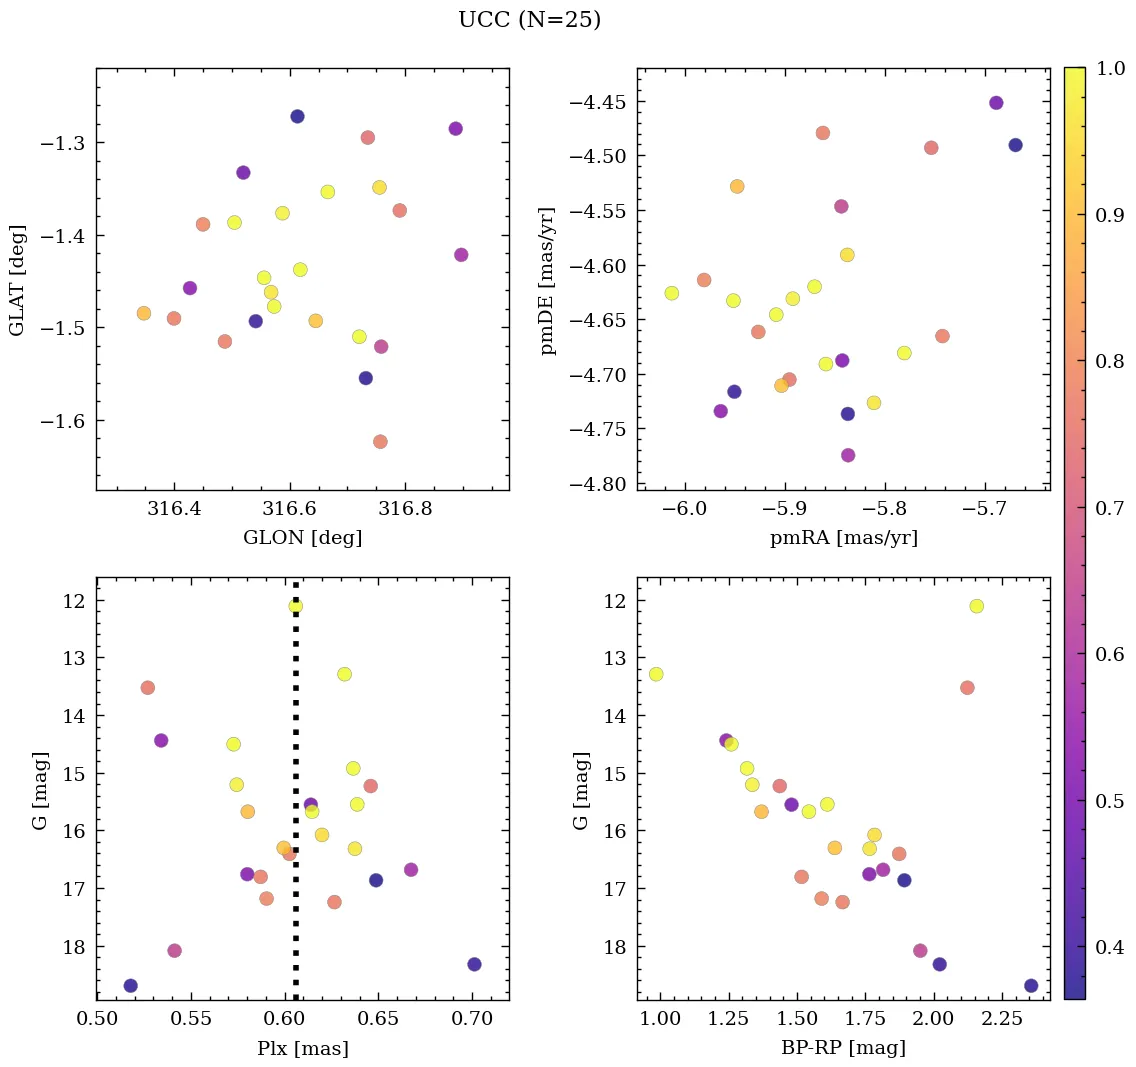 UCC (N=25)
−1.3
−1.4
−1.5
−1.6
GLAT [deg]
316.4 316.6 316.8
GLON [deg]
−4.45
−4.50
−4.55
−4.60
−4.65
−4.70
−4.75
−4.80
pmDE [mas/yr]
−6.0 −5.9 −5.8 −5.7
pmRA [mas/yr]
12
13
14
15
16
17
18
G [mag]
0.50 0.55 0.60 0.65 0.70
Plx [mas]
12
13
14
15
16
17
18
G [mag]
1.00 1.25 1.50 1.75 2.00 2.25
BP-RP [mag]
1.0
0.9
0.8
0.7
0.6
0.5
0.4